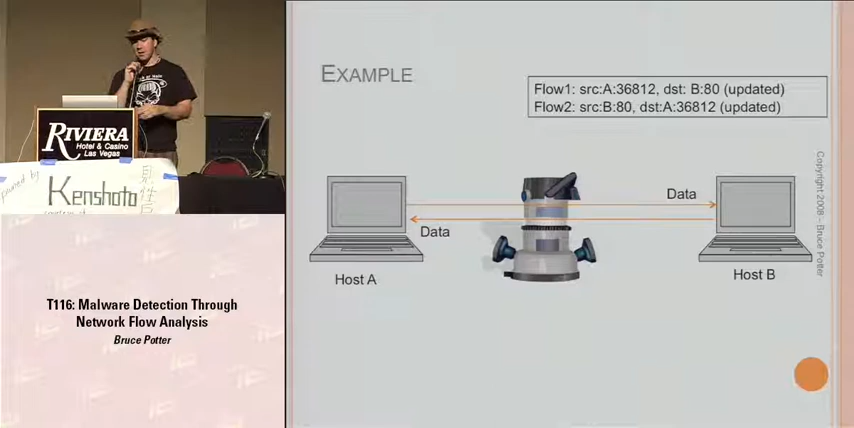 RIVIERA
Hotel & Casino
Las Vegas
Kenshoto
T116: Malware Detection Through
Network Flow Analysis
Bruce Potter
EXAMPLE
Flow1: src:A:36812, dst: B:80 (updated)
Flow2: src:B:80, dst:A:36812 (updated)
Data
Data
Host A
Host B
Copyright 2008 – Bruce Potter